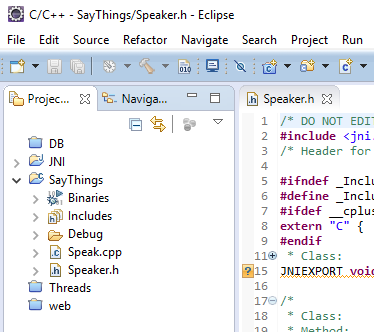 C/C++ - SayThings/Speaker.h - Eclipse
File Edit Source Refactor Navigate Search Project Run
Projec... Naviga...
DB
JNI
SayThings
Binaries
Includes
Debug
Speak.cpp
Speaker.h
Threads
web
Speaker.h
1 /* DO NOT EDIT
2 #include <jni.
3 /* Header for
4
5 #ifndef _Inclu
6 #define _Inclu
7 #ifdef __cplus
8 extern "C" {
9 #endif
11 * Class:
15 JNIEXPORT void
16
17 /*
18 * Class:
19 * Method: